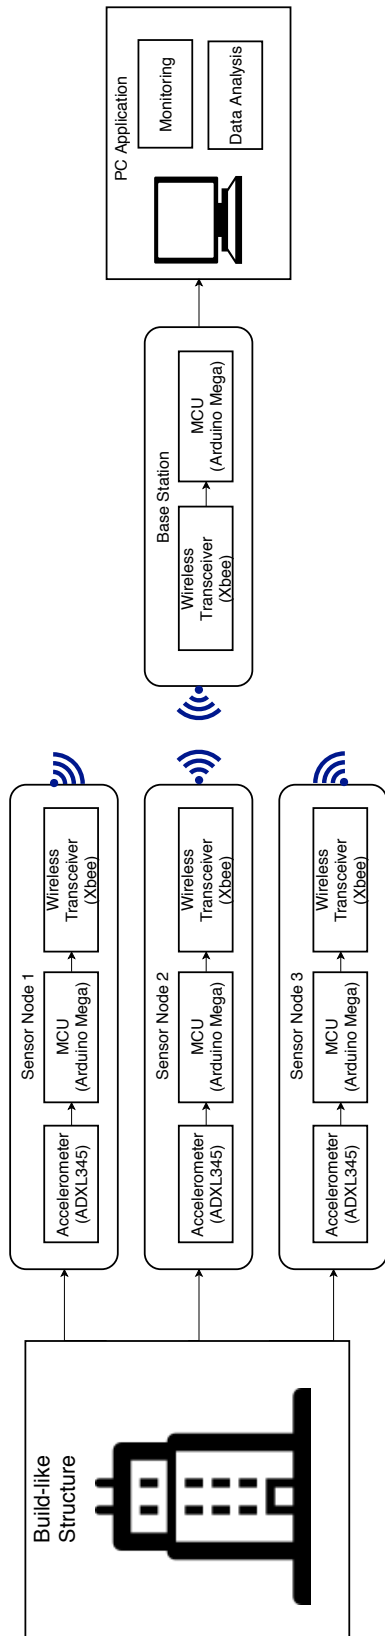 Build-like
Structure
Sensor Node 1
Accelerometer
(ADXL345)
MCU
(Arduino Mega)
Wireless
Transceiver
(Xbee)
Sensor Node 2
Accelerometer
(ADXL345)
MCU
(Arduino Mega)
Wireless
Transceiver
(Xbee)
Sensor Node 3
Accelerometer
(ADXL345)
MCU
(Arduino Mega)
Wireless
Transceiver
(Xbee)
Base Station
Wireless
Transceiver
(Xbee)
MCU
(Arduino Mega)
PC Application
Monitoring
Data Analysis